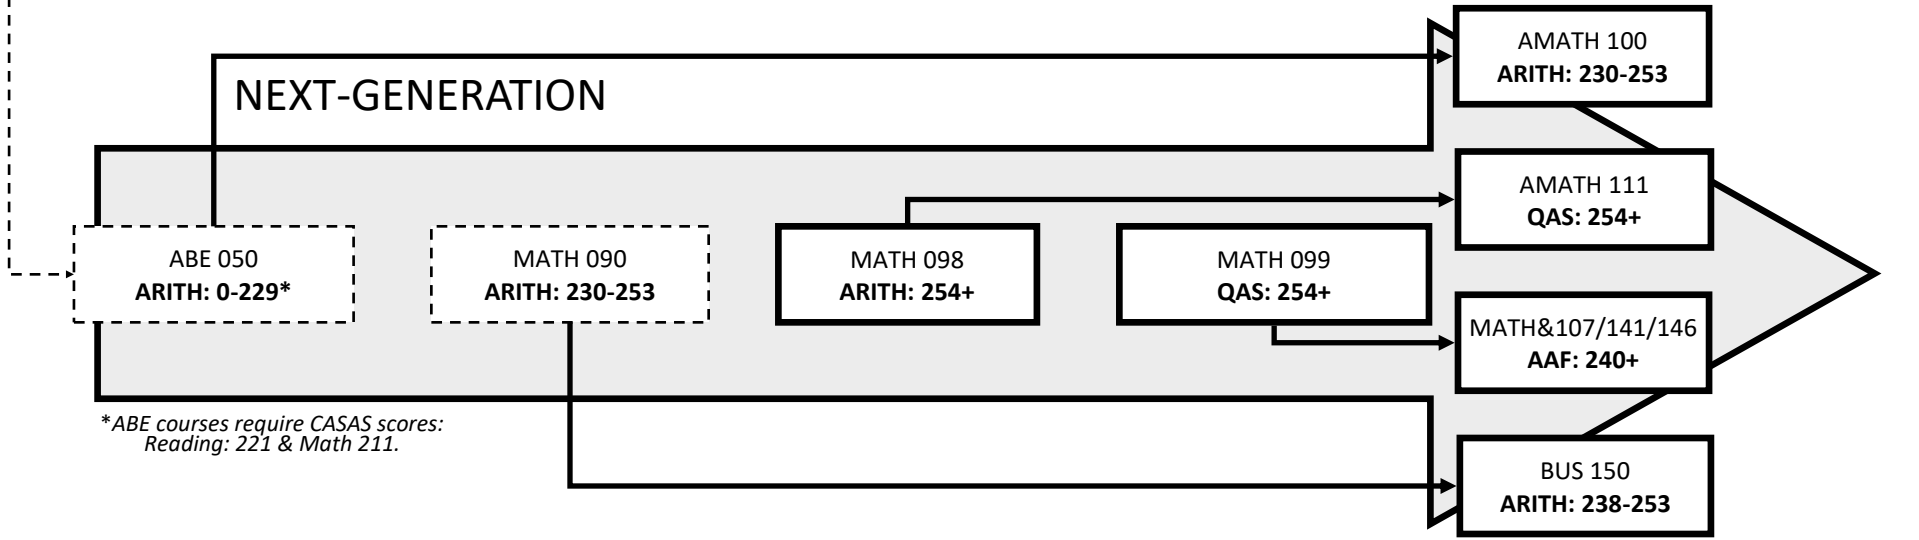 AMATH 100
ARITH: 230-253
NEXT-GENERATION
AMATH 111
QAS: 254+
ABE 050
ARITH: 0-229*
MATH 090
ARITH: 230-253
MATH 098
ARITH: 254+
MATH 099
QAS: 254+
MATH&107/141/146
AAF: 240+
*ABE courses require CASAS scores:
Reading: 221 & Math 211.
BUS 150
ARITH: 238-253